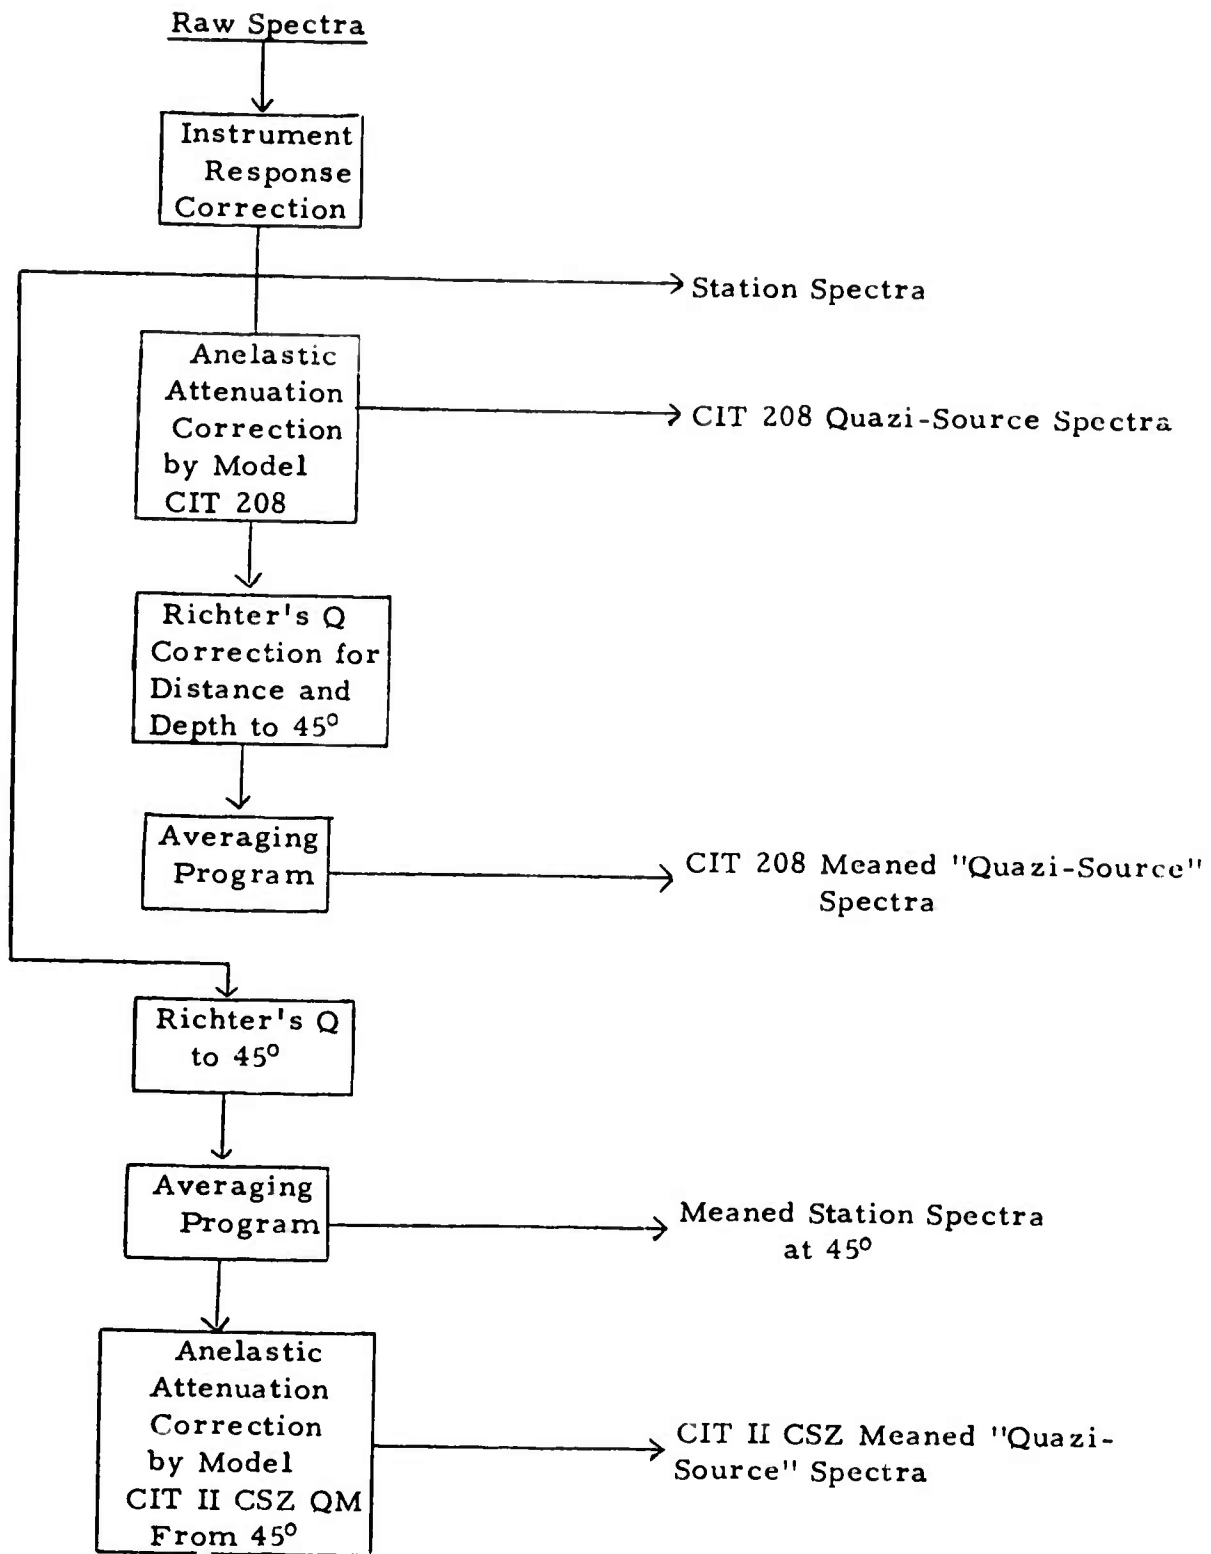 Raw Spectra
Instrument
Response
Correction
Station Spectra
Anelastic
Attenuation
Correction
by Model
CIT 208
CIT 208 Quazi-Source Spectra
Richter's Q
Correction for
Distance and
Depth to 45°
Averaging
Program
CIT 208 Meaned "Quazi-Source"
Spectra
Richter's Q
to 45°
Averaging
Program
Meaned Station Spectra
at 45°
Anelastic
Attenuation
Correction
by Model
CIT II CSZ QM
From 45°
CIT II CSZ Meaned "Quazi-
Source" Spectra